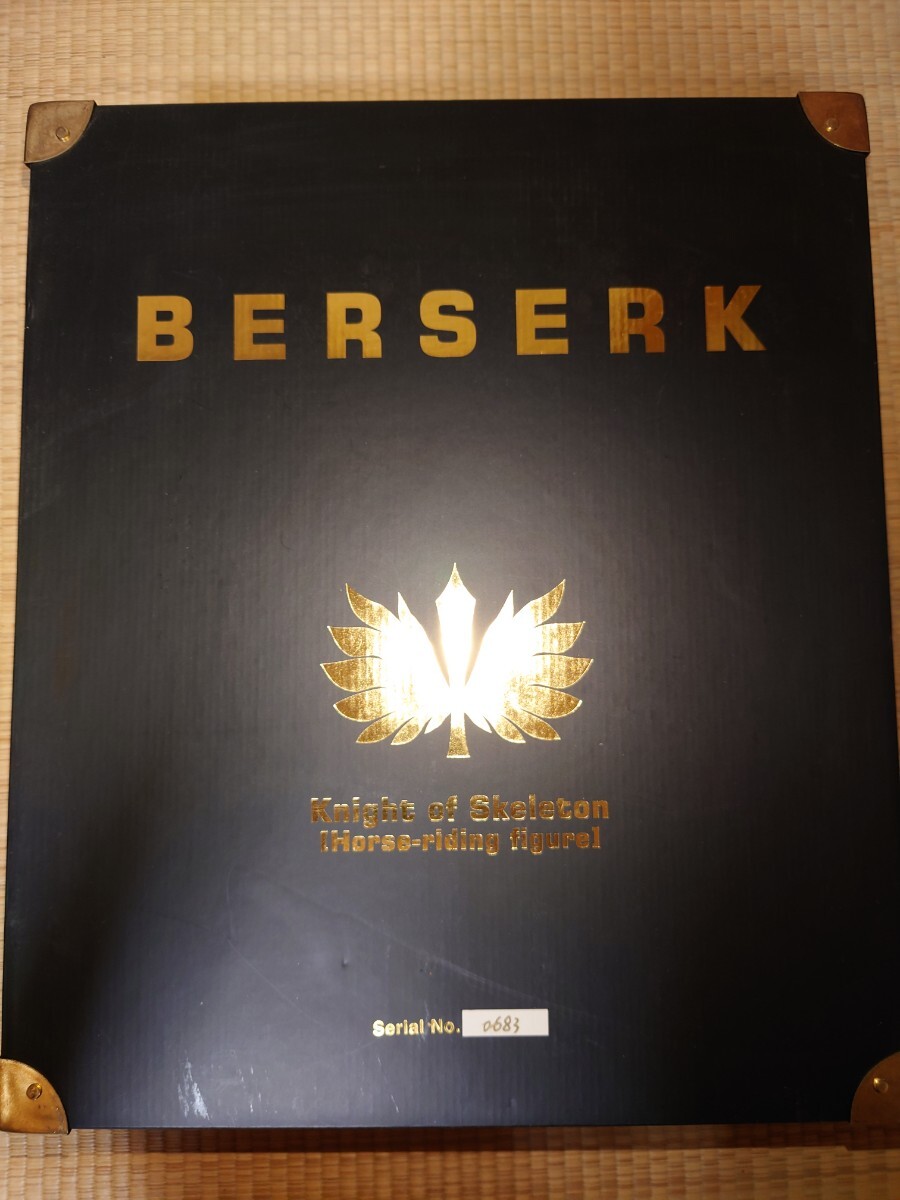 BERSERK
Knight of Skeleton
[Horse-riding figure]
Serial No. 0683